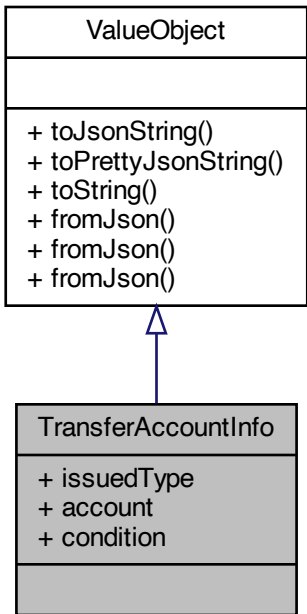 ValueObject
+ toJsonString()
+ toPrettyJsonString()
+ toString()
+ fromJson()
+ fromJson()
+ fromJson()
TransferAccountInfo
+ issuedType
+ account
+ condition